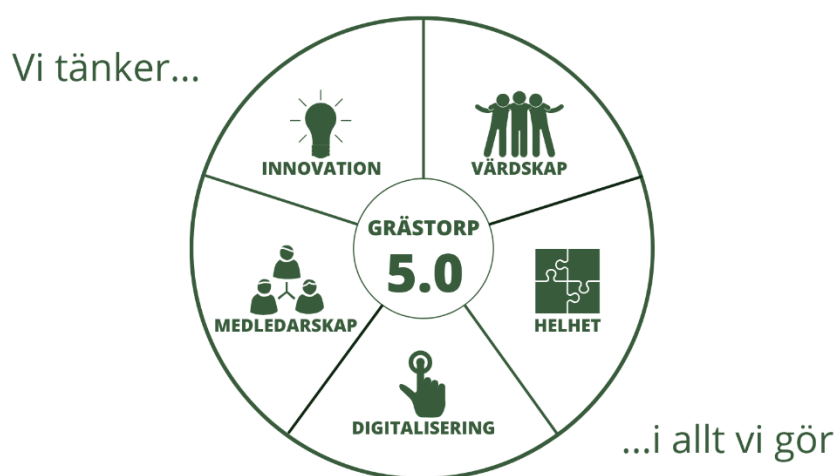 Vi tänker...
INNOVATION
VÄRDSKAP
GRÄSTORP
5.0
MEDLEDARSKAP
HELHET
DIGITALISERING
...i allt vi gör